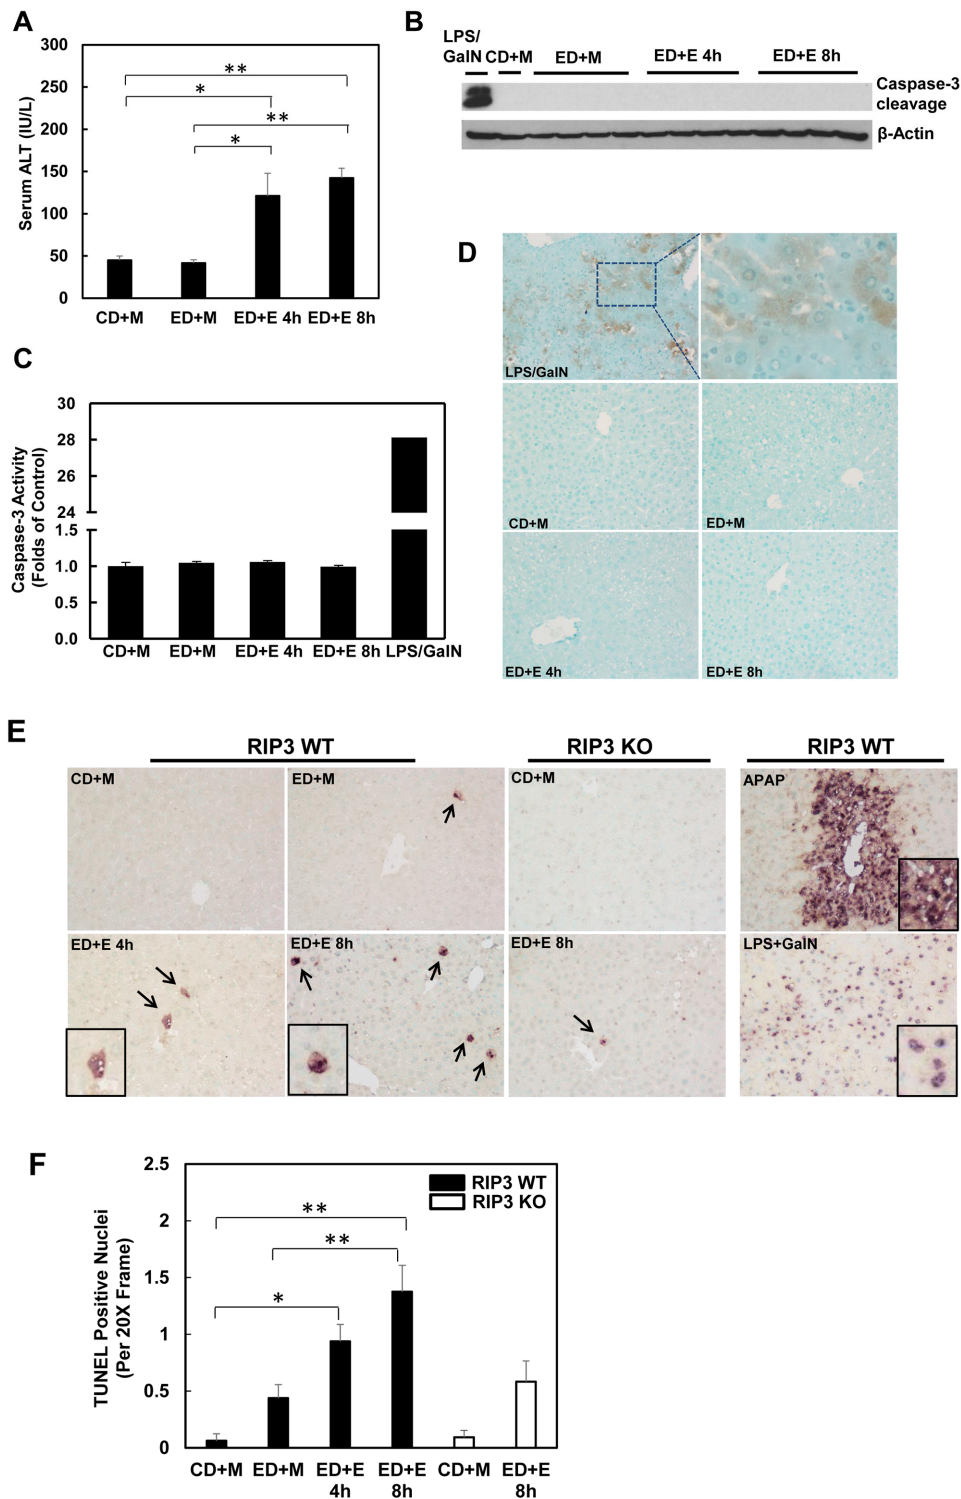 A
300
250
200
150
100
50
0
Serum ALT (IU/L)
**
*
**
*
CD+M ED+M ED+E 4h ED+E 8h
B
LPS/
GalN CD+M ED+M ED+E 4h ED+E 8h
Caspase-3
cleavage
β-Actin
C
30
28
26
24
1.5
1.0
0.5
0.0
Caspase-3 Activity
(Folds of Control)
CD+M ED+M ED+E 4h ED+E 8h LPS/GalN
D
LPS/GalN
CD+M ED+M
ED+E 4h ED+E 8h
E
RIP3 WT RIP3 KO RIP3 WT
CD+M ED+M CD+M APAP
ED+E 4h ED+E 8h ED+E 8h LPS+GalN
F
2.5
2
1.5
1
0.5
0
TUNEL Positive Nuclei
(Per 20X Frame)
RIP3 WT
RIP3 KO
**
**
*
CD+M ED+M ED+E ED+E CD+M ED+E
4h 8h 8h